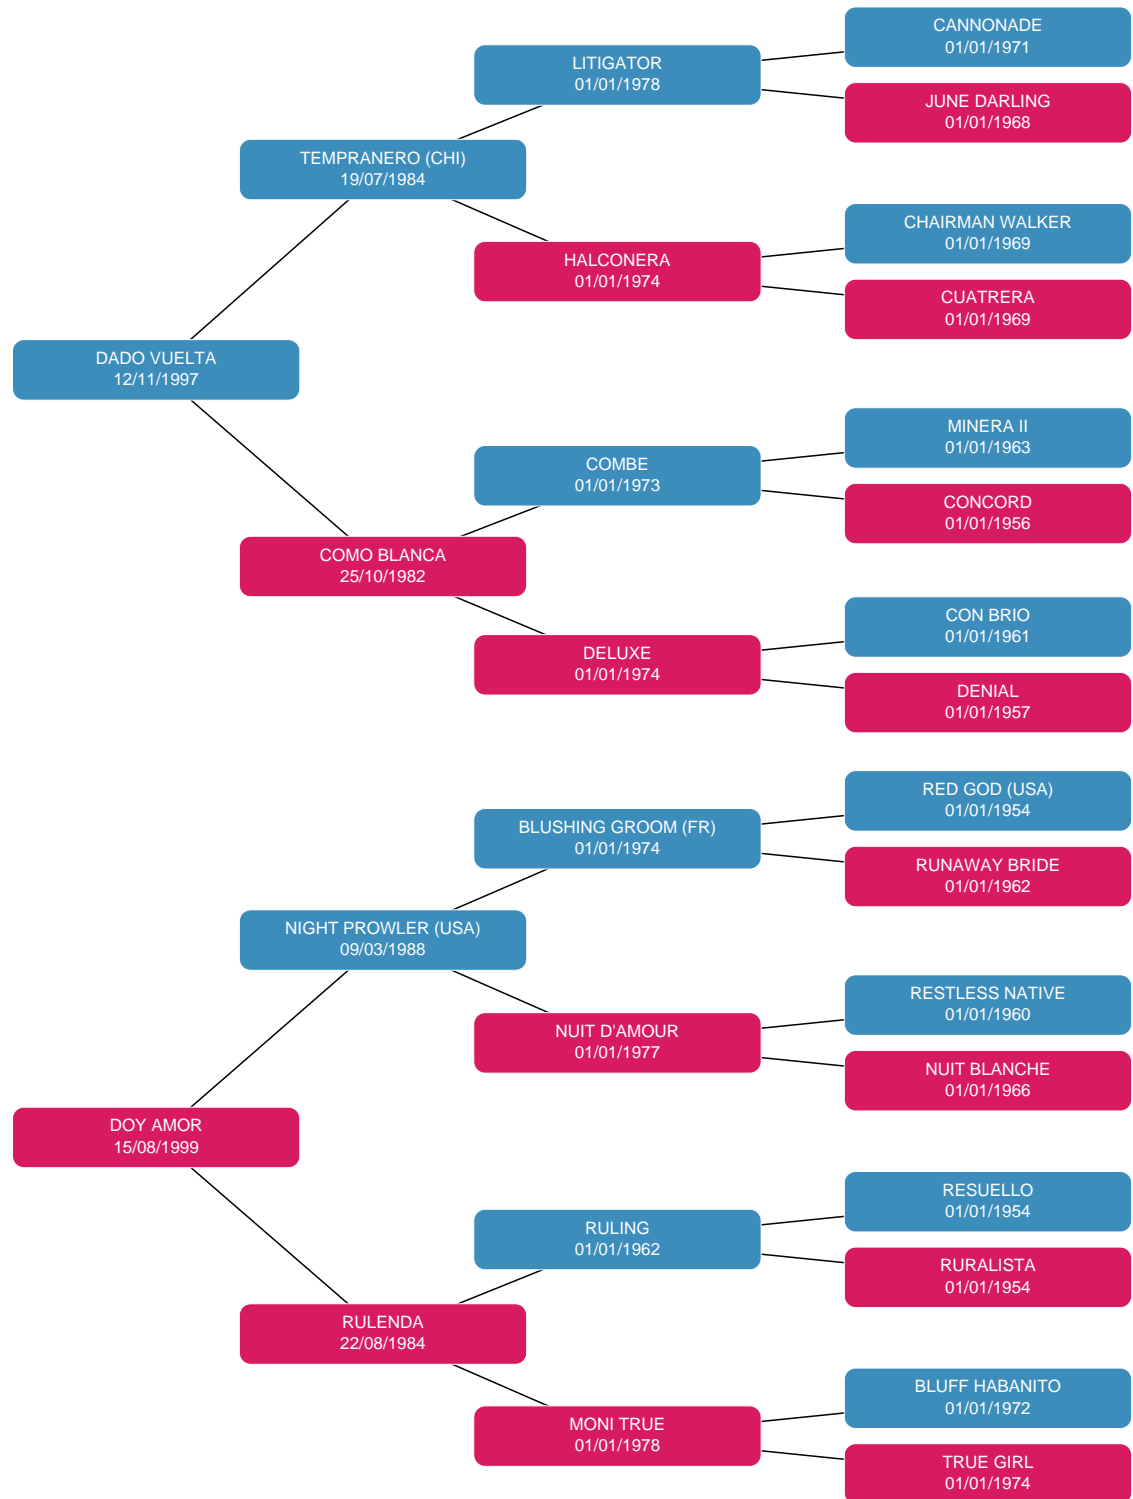 CANNONADE
01/01/1971
LITIGATOR
01/01/1978
JUNE DARLING
01/01/1968
TEMPRANERO (CHI)
19/07/1984
CHAIRMAN WALKER
01/01/1969
HALCONERA
01/01/1974
CUATRERA
01/01/1969
DADO VUELTA
12/11/1997
MINERA II
01/01/1963
COMBE
01/01/1973
CONCORD
01/01/1956
COMO BLANCA
25/10/1982
CON BRIO
01/01/1961
DELUXE
01/01/1974
DENIAL
01/01/1957
RED GOD (USA)
01/01/1954
BLUSHING GROOM (FR)
01/01/1974
RUNAWAY BRIDE
01/01/1962
NIGHT PROWLER (USA)
09/03/1988
RESTLESS NATIVE
01/01/1960
NUIT D'AMOUR
01/01/1977
NUIT BLANCHE
01/01/1966
DOY AMOR
15/08/1999
RESUELLO
01/01/1954
RULING
01/01/1962
RURALISTA
01/01/1954
RULENDA
22/08/1984
BLUFF HABANITO
01/01/1972
MONI TRUE
01/01/1978
TRUE GIRL
01/01/1974